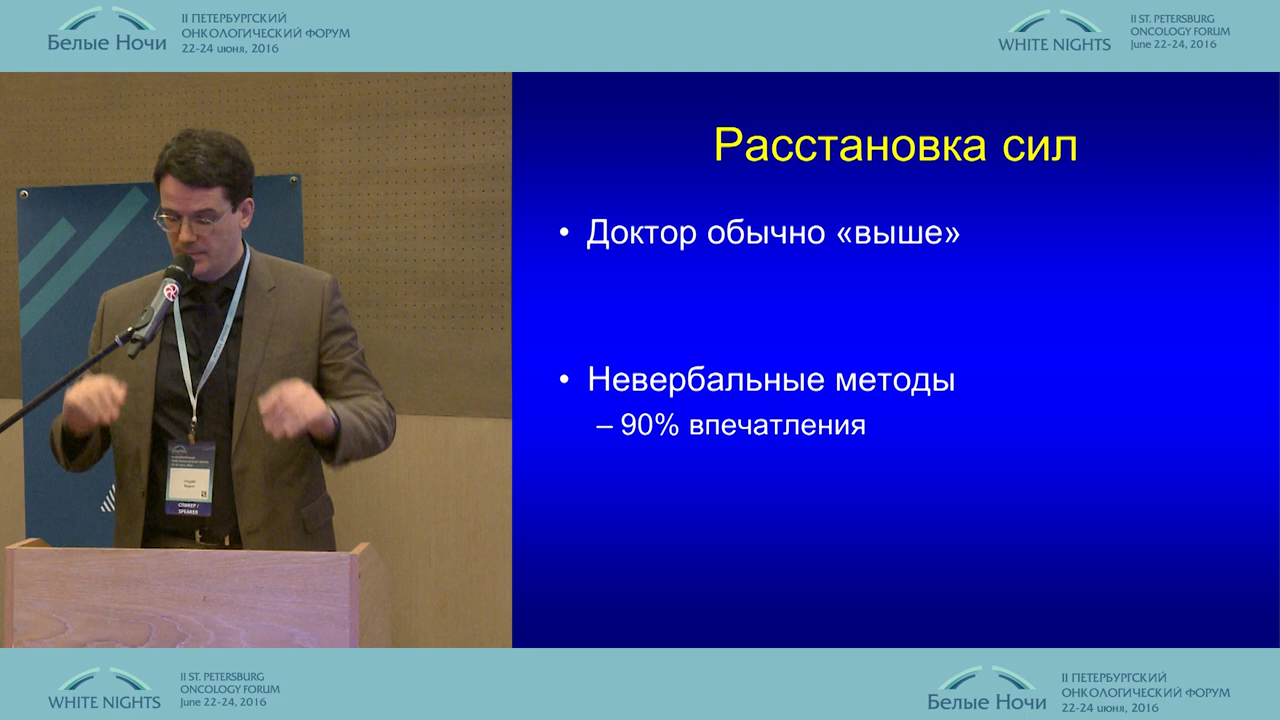 Белые Ночи
II ПЕТЕРБУРГСКИЙ
ОНКОЛОГИЧЕСКИЙ ФОРУМ
22-24 июня, 2016
WHITE NIGHTS
II ST. PETERSBURG
ONCOLOGY FORUM
June 22-24, 2016
Расстановка сил
• Доктор обычно «выше»
• Невербальные методы
– 90% впечатления
СПИКЕР /
SPEAKER
WHITE NIGHTS
II ST. PETERSBURG
ONCOLOGY FORUM
June 22-24, 2016
Белые Ночи
II ПЕТЕРБУРГСКИЙ
ОНКОЛОГИЧЕСКИЙ ФОРУМ
22-24 июня, 2016